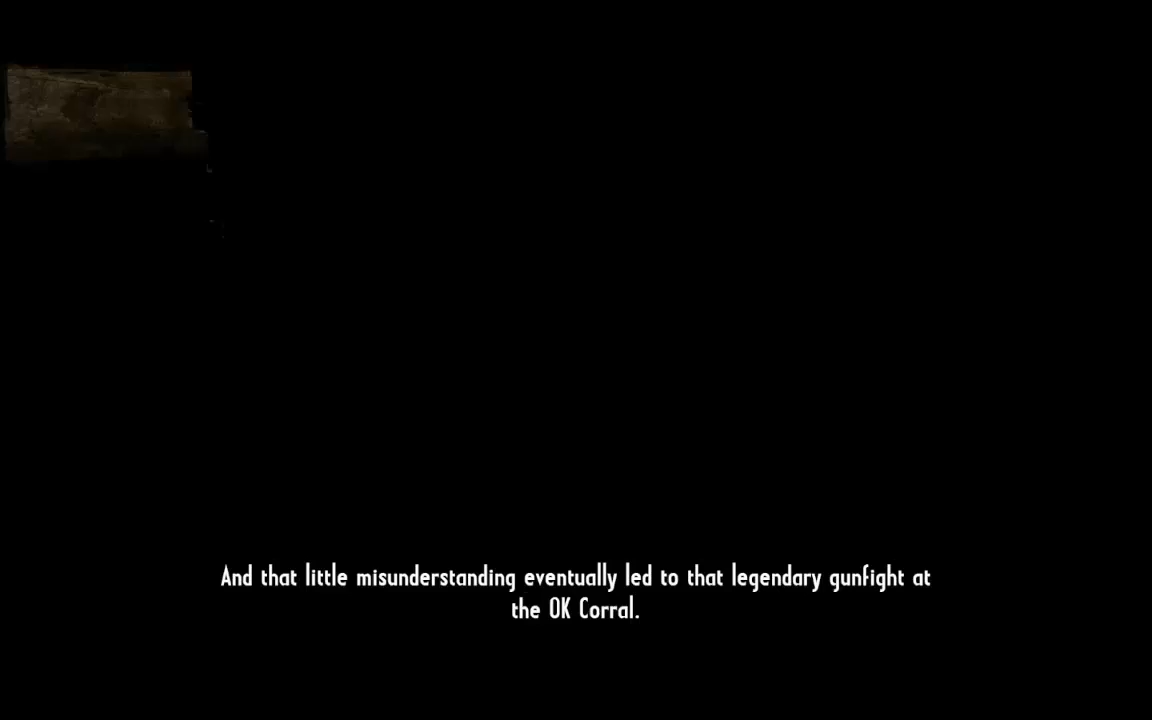 And that little misunderstanding eventually led to that legendary gunfight at
the OK Corral.